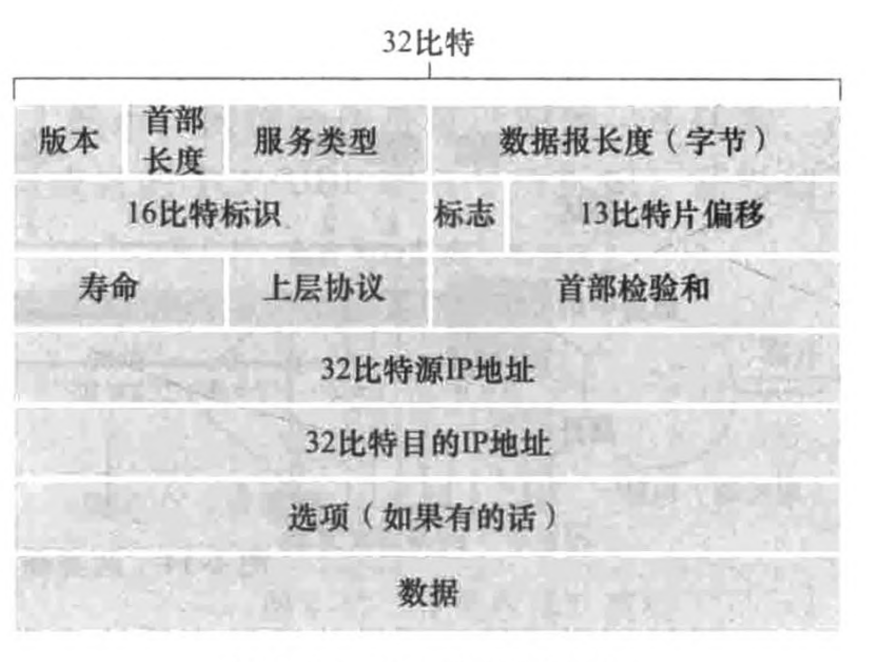 32比特
版本
首部
长度
服务类型
数据报长度（字节）
16比特标识
标志
13比特片偏移
寿命
上层协议
首部检验和
32比特源IP地址
32比特目的IP地址
选项（如果有的话）
数据